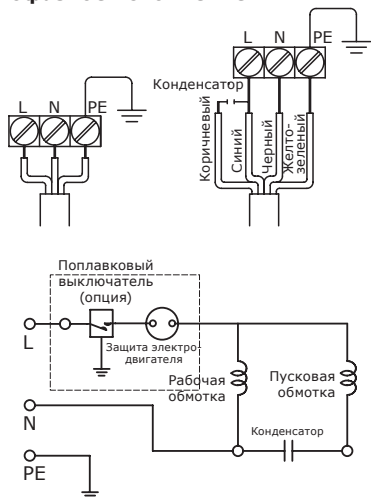 L N PE
L N PE
Конденсатор
Коричневый
Синий
Черный
Желто-
зеленый
Поплавковый
выключатель
(опция)
L
Защита электро-
двигателя
Рабочая
обмотка
Пусковая
обмотка
N
Конденсатор
PE